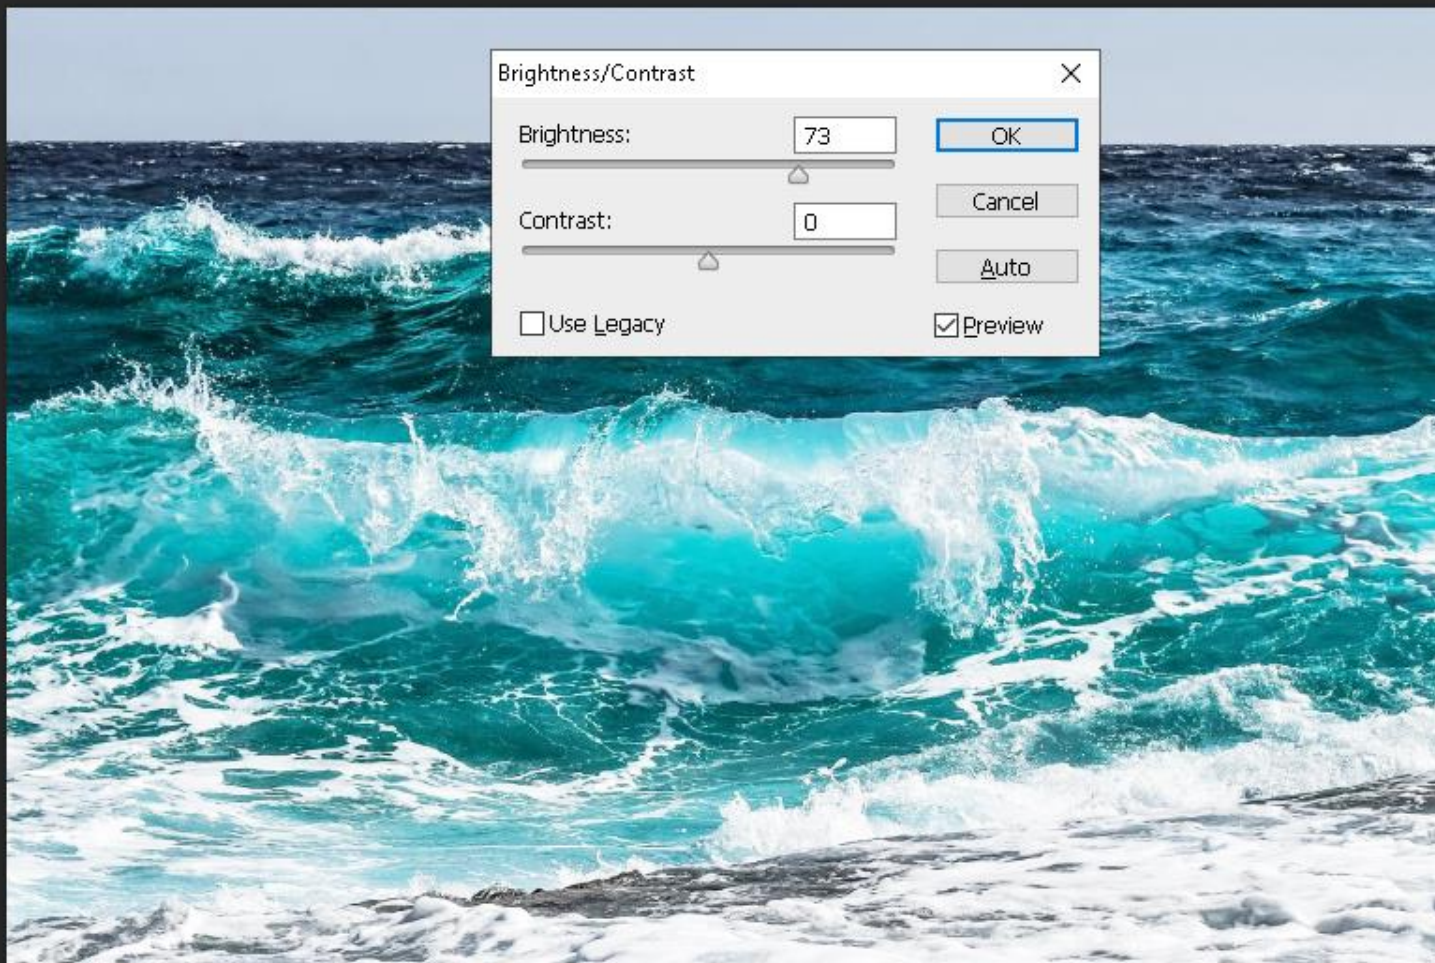 Brightness/Contrast
Brightness: 73
OK
Cancel
Contrast: 0
Auto
Use Legacy
Preview